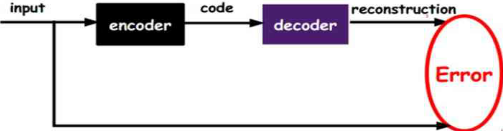 input
encoder
code
decoder
reconstruction
Error